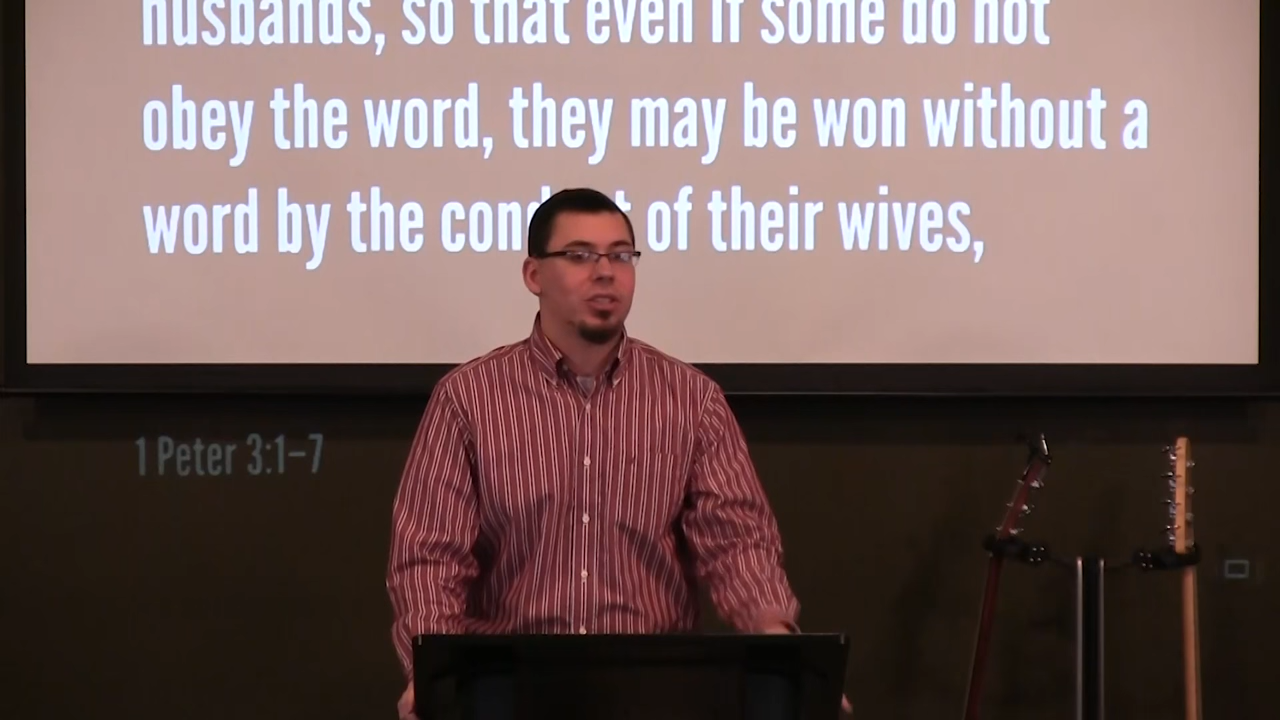 husbands, so that even if some do not
obey the word, they may be won without a
word by the of their wives,
1 Peter 3:1–7